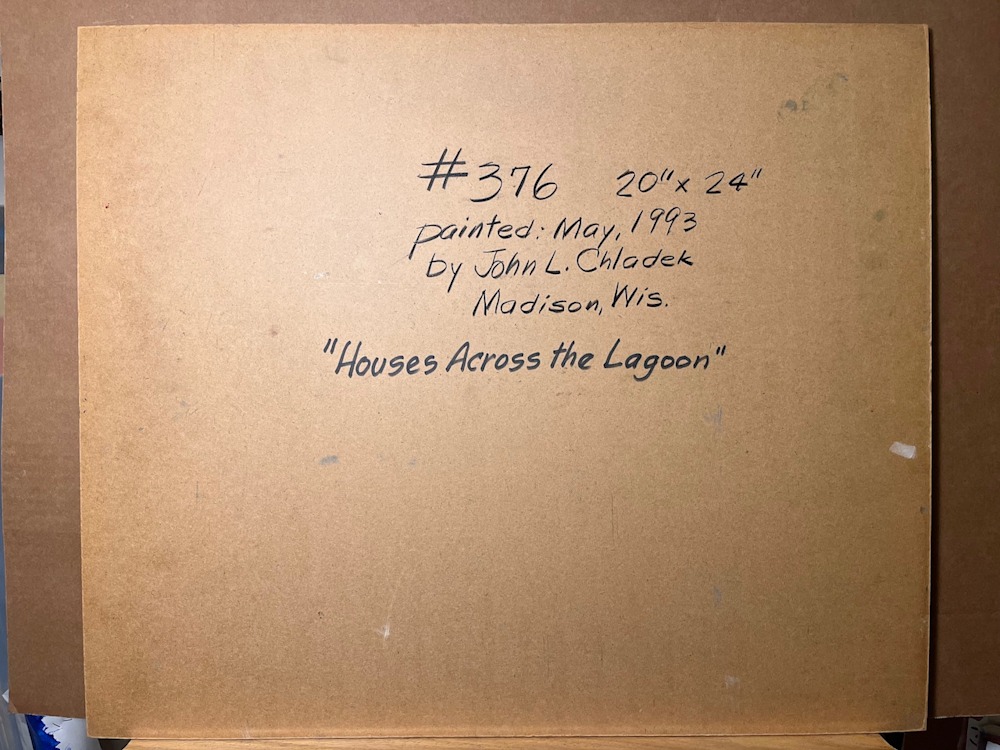 #376 20" x 24"
painted: May, 1993
by John L. Chladek
Madison, Wis.
"Houses Across the Lagoon"